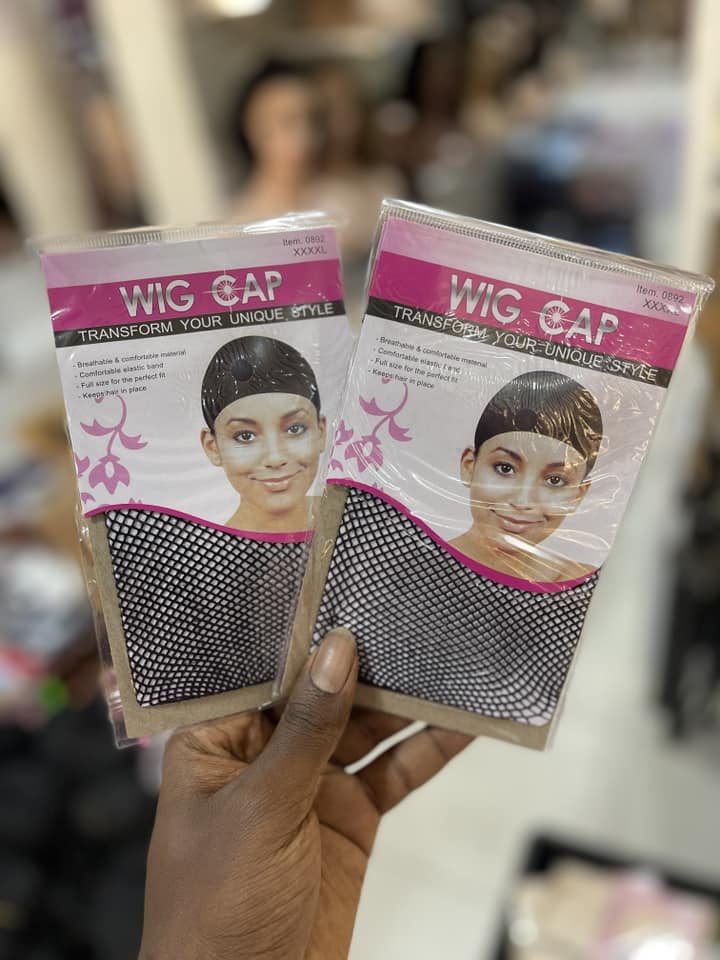 Item. 0892
XXXXL
WIG CAP
TRANSFORM YOUR UNIQUE STYLE
- Breathable & comfortable material
- Comfortable elastic band
- Full size for the perfect fit
- Keeps hair in place
Item. 0892
WIG CAP
TRANSFORM YOUR UNIQUE STYLE
- Breathable & comfortable material
- Comfortable elastic band
- Full size for the perfect fit
- Keeps hair in place